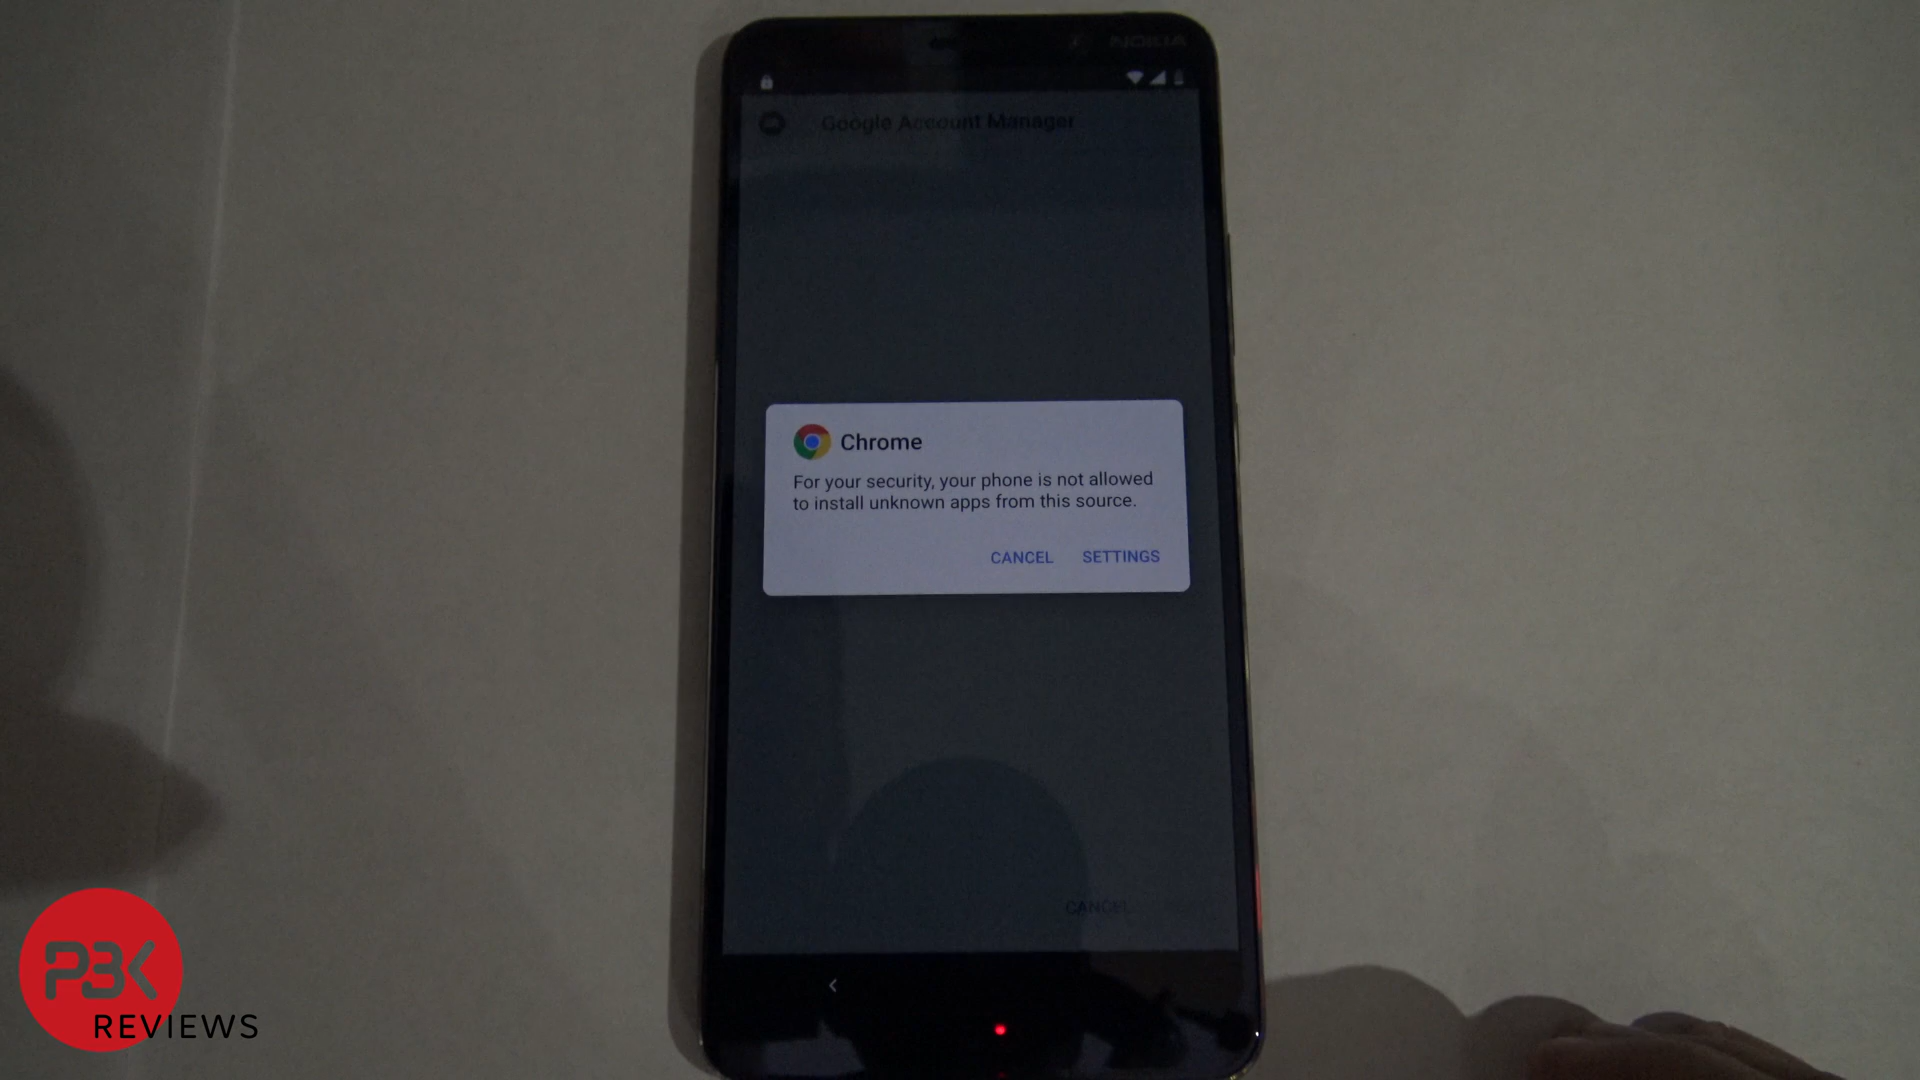 NOKIA
Google Account Manager
Chrome
For your security, your phone is not allowed
to install unknown apps from this source.
CANCEL SETTINGS
CANCEL
P3K
REVIEWS